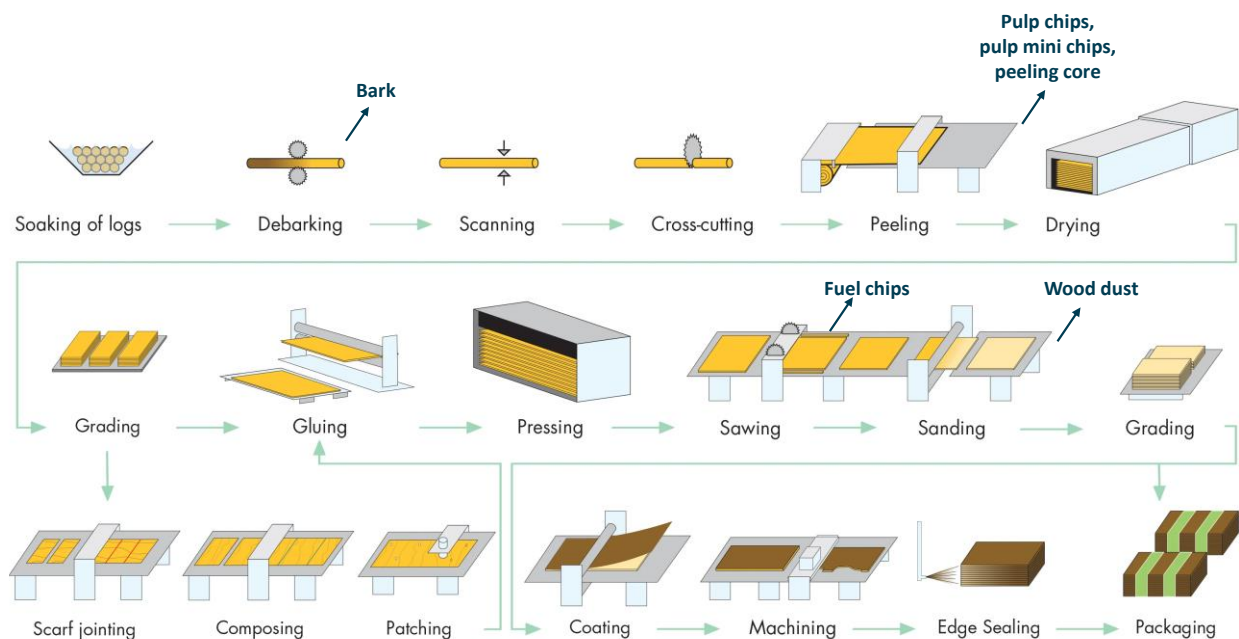 Pulp chips,
pulp mini chips,
peeling core
Bark
Soaking of logs
Debarking
Scanning
Cross-cutting
Peeling
Drying
Fuel chips
Wood dust
Grading
Gluing
Pressing
Sawing
Sanding
Grading
Scarf jointing
Composing
Patching
Coating
Machining
Edge Sealing
Packaging